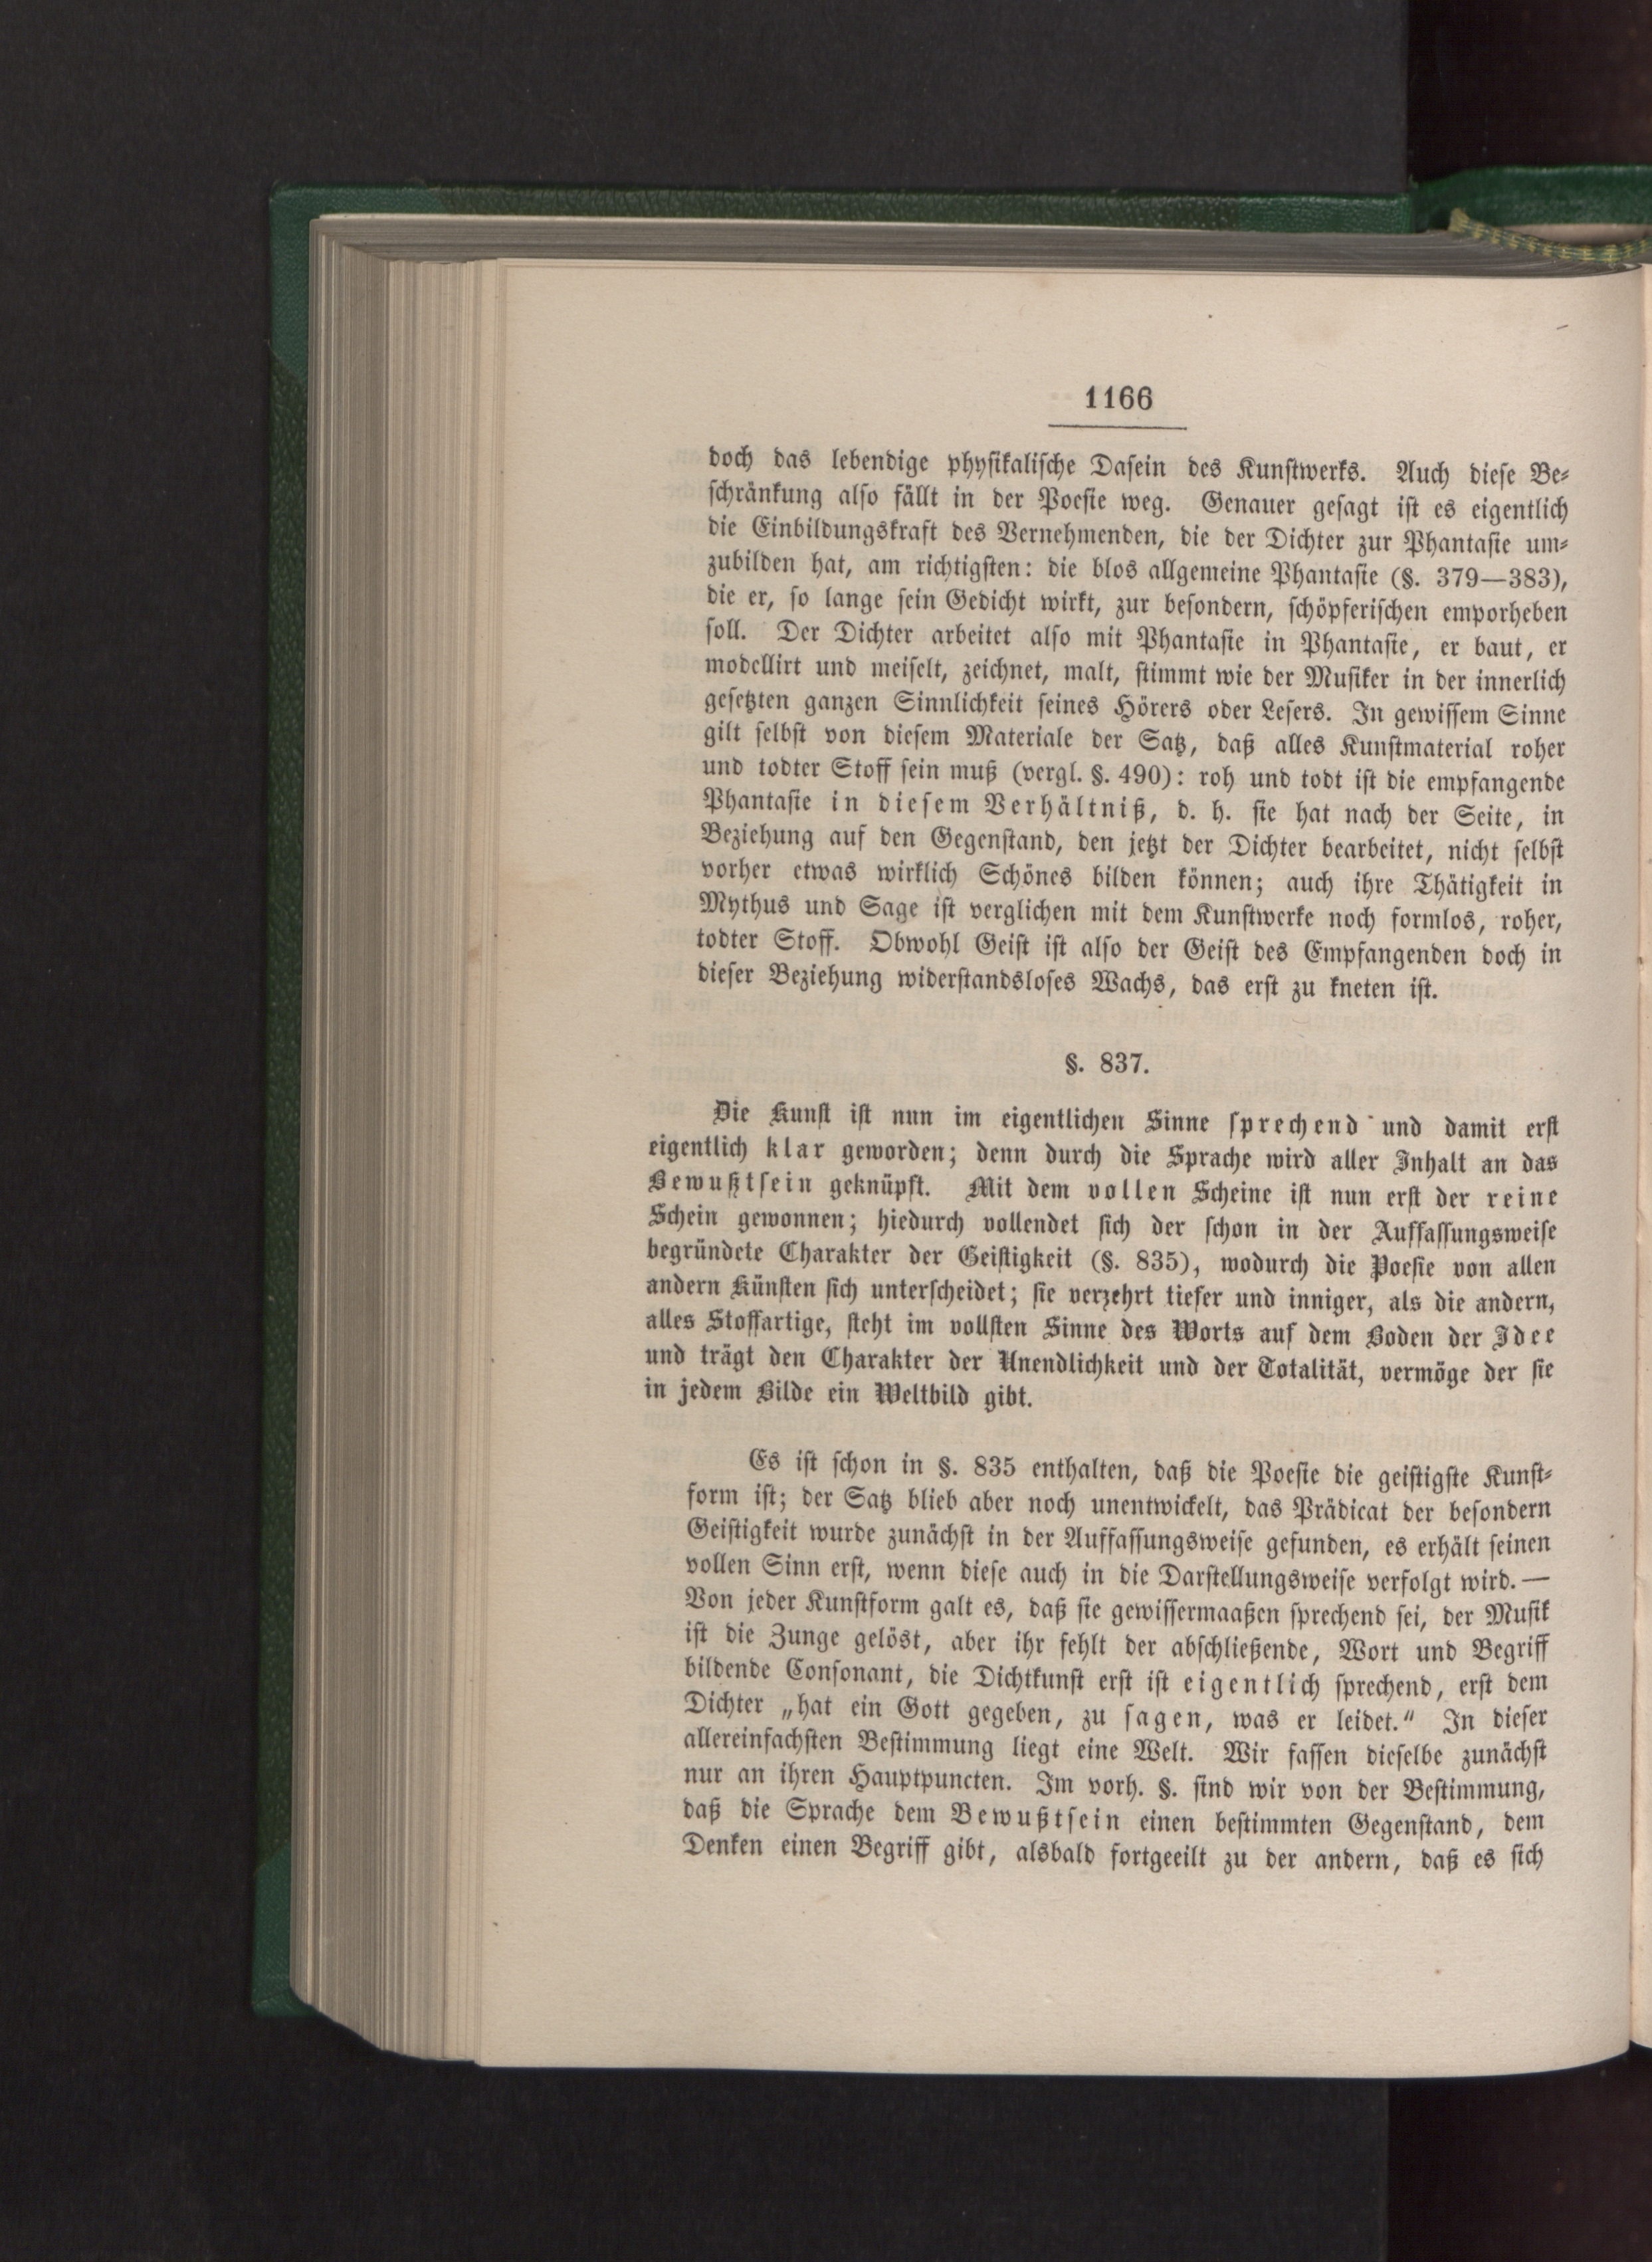 1166
doch das lebendige physikalische Dasein des Kunstwerks. Auch diese Be-
schränkung also fällt in der Poesie weg. Genauer gesagt ist es eigentlich
die Einbildungskraft des Vernehmenden, die der Dichter zur Phantasie um-
zubilden hat, am richtigsten: die blos allgemeine Phantasie (§. 379—383),
die er, so lange sein Gedicht wirkt, zur besondern, schöpferischen emporheben
soll. Der Dichter arbeitet also mit Phantasie in Phantasie, er baut, er
modellirt und meiselt, zeichnet, malt, stimmt wie der Musiker in der innerlich
gesetzten ganzen Sinnlichkeit seines Hörers oder Lesers. In gewissem Sinne
gilt selbst von diesem Materiale der Satz, daß alles Kunstmaterial roher
und todter Stoff sein muß (vergl. §. 490): roh und todt ist die empfangende
Phantasie in diesem Verhältniß, d. h. sie hat nach der Seite, in
Beziehung auf den Gegenstand, den jetzt der Dichter bearbeitet, nicht selbst
vorher etwas wirklich Schönes bilden können; auch ihre Thätigkeit in
Mythus und Sage ist verglichen mit dem Kunstwerke noch formlos, roher,
todter Stoff. Obwohl Geist ist also der Geist des Empfangenden doch in
dieser Beziehung widerstandsloses Wachs, das erst zu kneten ist.
§. 837.
Die Kunst ist nun im eigentlichen Sinne sprechend und damit erst
eigentlich klar geworden; denn durch die Sprache wird aller Inhalt an das
Bewußtsein geknüpft. Mit dem vollen Scheine ist nun erst der reine
Schein gewonnen; hiedurch vollendet sich der schon in der Auffassungsweise
begründete Charakter der Geistigkeit (§. 835), wodurch die Poesie von allen
andern Künsten sich unterscheidet; sie verzehrt tiefer und inniger, als die andern,
alles Stoffartige, steht im vollsten Sinne des Worts auf dem Boden der Idee
und trägt den Charakter der Unendlichkeit und der Totalität, vermöge der sie
in jedem Bilde ein Weltbild gibt.
Es ist schon in §. 835 enthalten, daß die Poesie die geistigste Kunst-
form ist; der Satz blieb aber noch unentwickelt, das Prädicat der besondern
Geistigkeit wurde zunächst in der Auffassungsweise gefunden, es erhält seinen
vollen Sinn erst, wenn diese auch in die Darstellungsweise verfolgt wird. —
Von jeder Kunstform galt es, daß sie gewissermaaßen sprechend sei, der Musik
ist die Zunge gelöst, aber ihr fehlt der abschließende, Wort und Begriff
bildende Consonant, die Dichtkunst erst ist eigentlich sprechend, erst dem
Dichter „hat ein Gott gegeben, zu sagen, was er leidet.“ In dieser
allereinfachsten Bestimmung liegt eine Welt. Wir fassen dieselbe zunächst
nur an ihren Hauptpuncten. Im vorh. §. sind wir von der Bestimmung,
daß die Sprache dem Bewußtsein einen bestimmten Gegenstand, dem
Denken einen Begriff gibt, alsbald fortgeeilt zu der andern, daß es sich